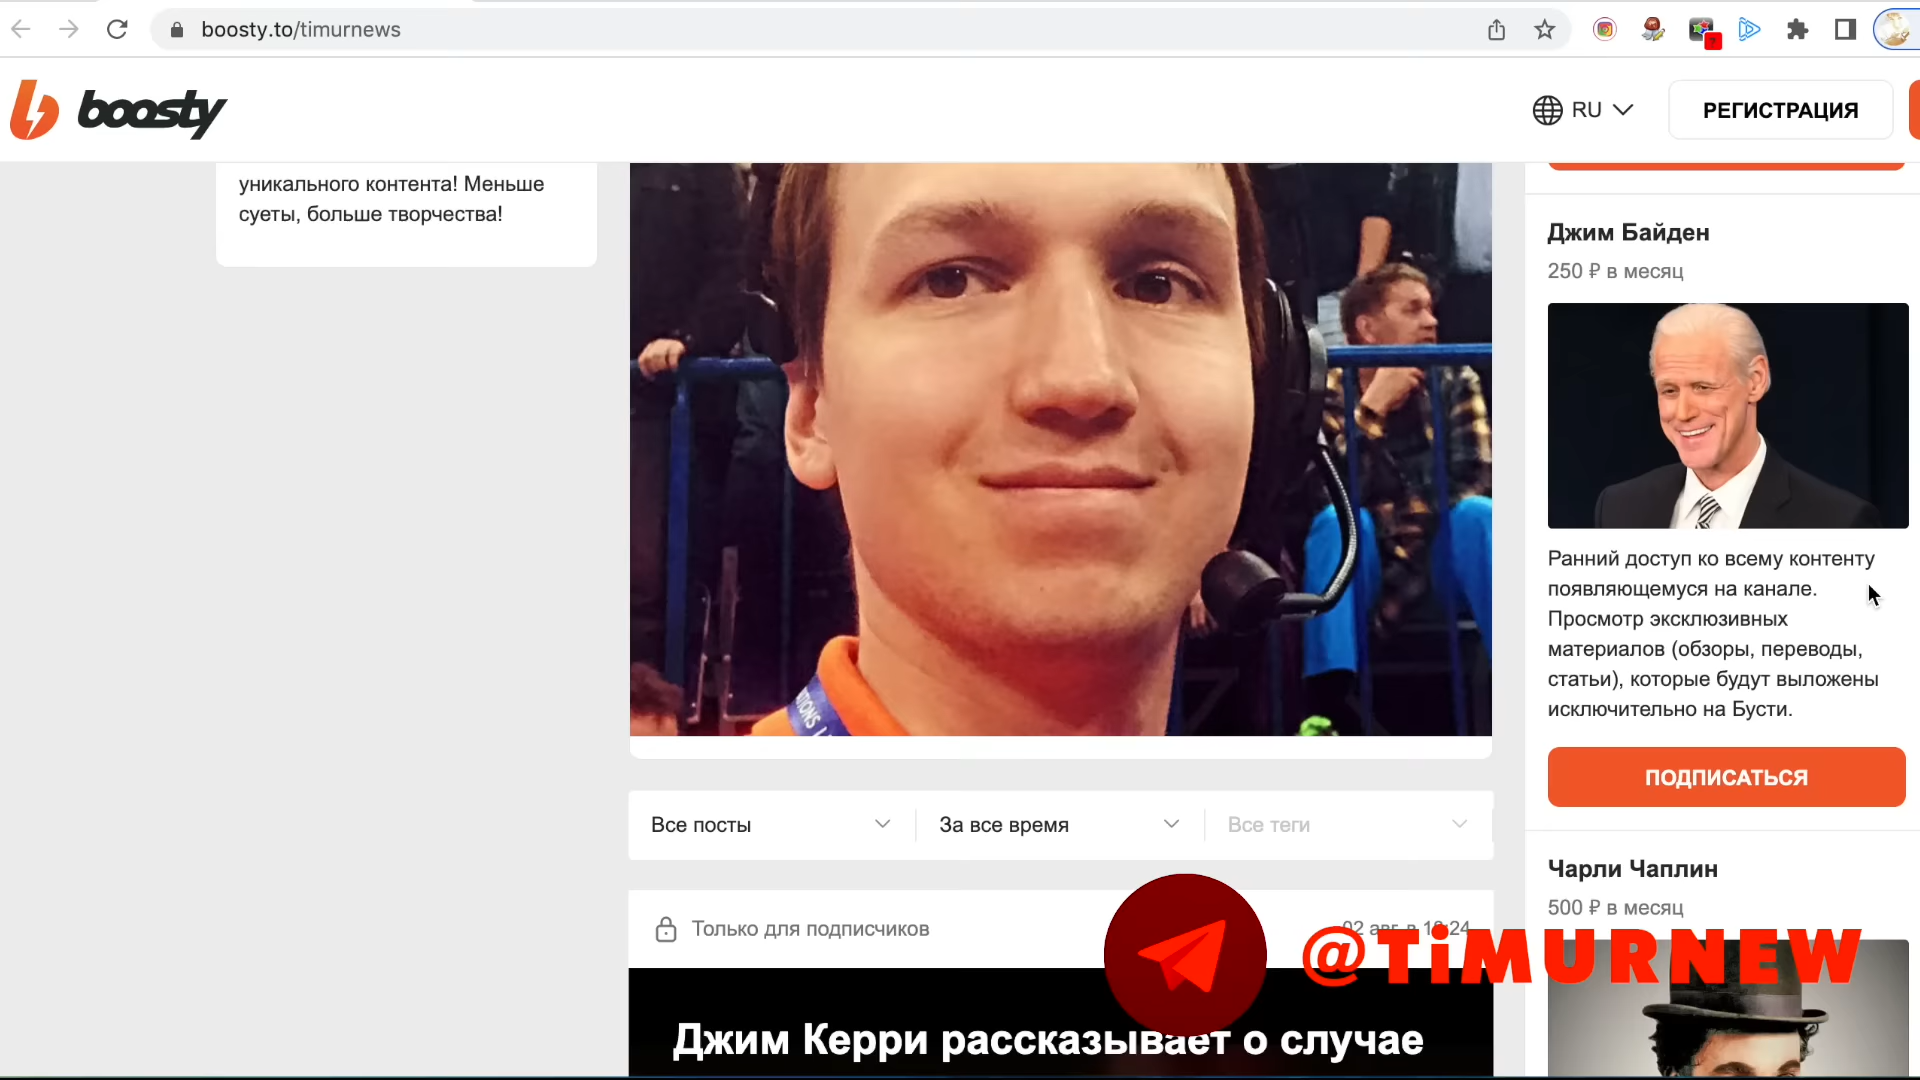 boosty.to/timurnews
boosty
RU
РЕГИСТРАЦИЯ
уникального контента! Меньше
суеты, больше творчества!
Джим Байден
250 ₽ в месяц
Ранний доступ ко всему контенту
появляющемуся на канале.
Просмотр эксклюзивных
материалов (обзоры, переводы,
статьи), которые будут выложены
исключительно на Бусти.
ПОДПИСАТЬСЯ
Все посты
За все время
Все теги
Чарли Чаплин
500 ₽ в месяц
Только для подписчиков
02 авг. в
@TiMURNEW
Джим Керри рассказывает о случае